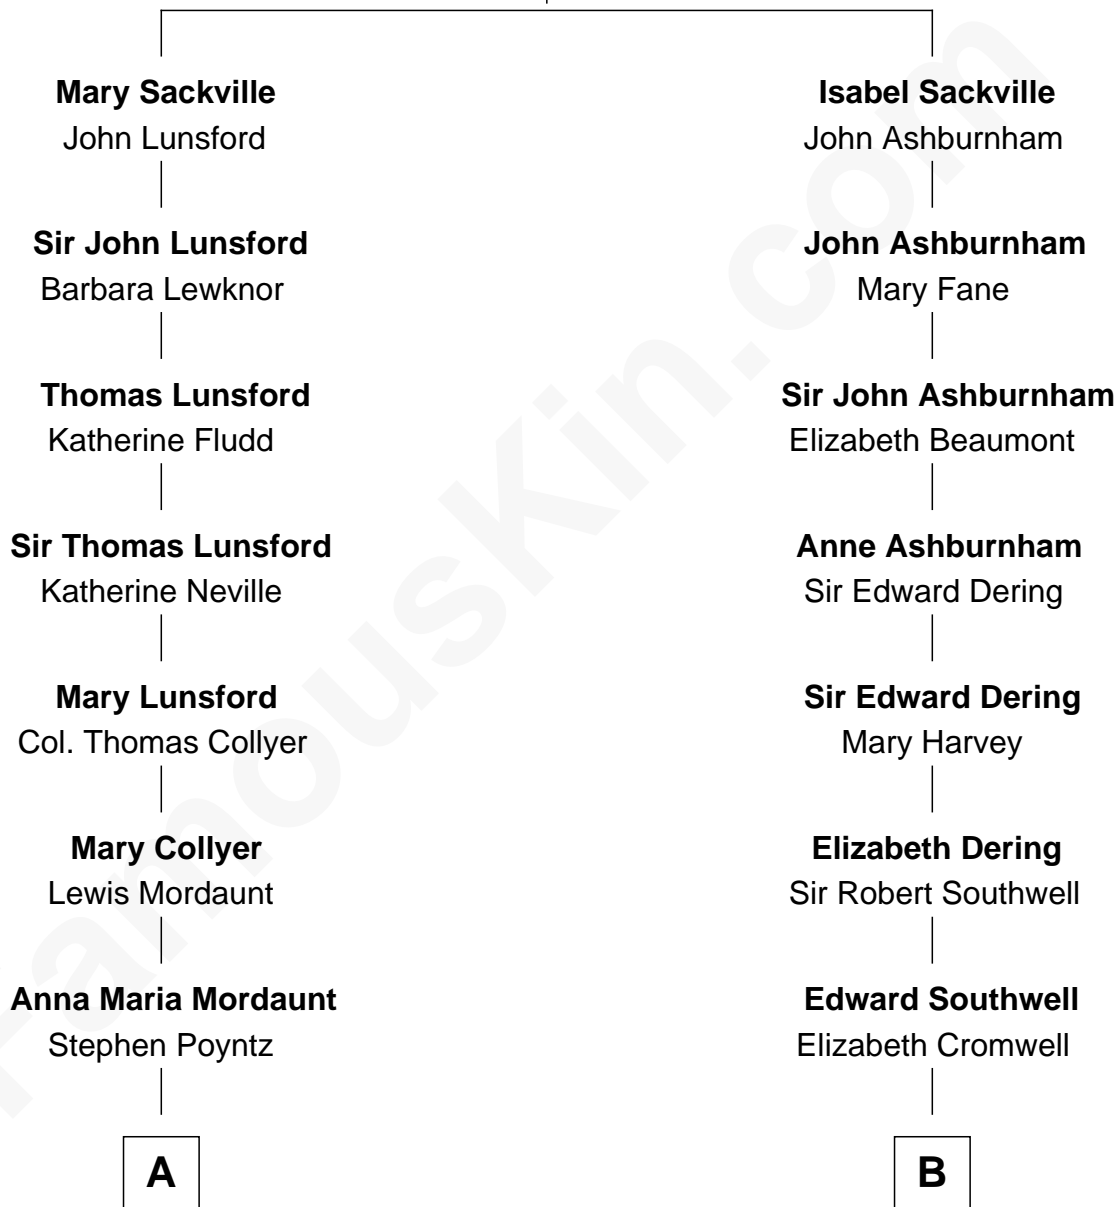 Mary Sackville
John Lunsford
Isabel Sackville
John Ashburnham
Sir John Lunsford
Barbara Lewknor
John Ashburnham
Mary Fane
Thomas Lunsford
Katherine Fludd
Sir John Ashburnham
Elizabeth Beaumont
Sir Thomas Lunsford
Katherine Neville
Anne Ashburnham
Sir Edward Dering
Mary Lunsford
Col. Thomas Collyer
Sir Edward Dering
Mary Harvey
Mary Collyer
Lewis Mordaunt
Elizabeth Dering
Sir Robert Southwell
Anna Maria Mordaunt
Stephen Poyntz
Edward Southwell
Elizabeth Cromwell
A
B
FamousKin.com